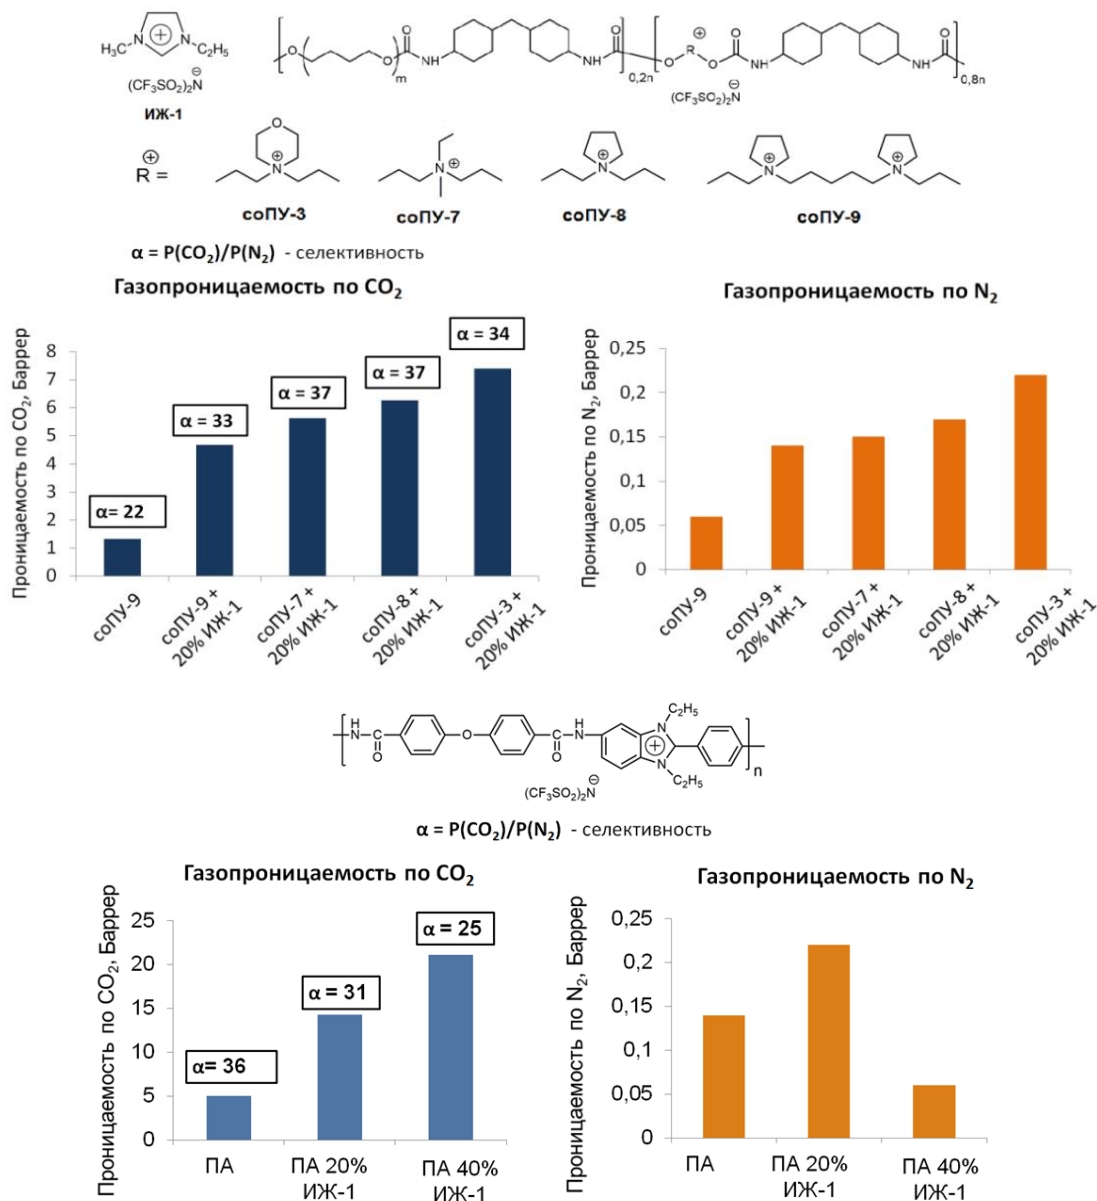 H₃C N ⊕ N C₂H₅
(CF₃SO₂)₂N⊖
ИЖ-1
O ( O ) m O NH NH O 0,2n O R⊕ O O NH NH O 0,8n
(CF₃SO₂)₂N⊖
⊕
R =
O N⊕
N⊕
N⊕
N⊕ N⊕
соПУ-3 соПУ-7 соПУ-8 соПУ-9
α = P(CO₂)/P(N₂) - селективность
Газопроницаемость по CO₂
Проницаемость по CO₂, Баррер
8
7
6
5
4
3
2
1
0
α= 22
α = 33
α = 37
α = 37
α = 34
соПУ-9
соПУ-9 +
20% ИЖ-1
соПУ-7 +
20% ИЖ-1
соПУ-8 +
20% ИЖ-1
соПУ-3 +
20% ИЖ-1
Газопроницаемость по N₂
Проницаемость по N₂, Баррер
0,25
0,2
0,15
0,1
0,05
0
соПУ-9
соПУ-9 +
20% ИЖ-1
соПУ-7 +
20% ИЖ-1
соПУ-8 +
20% ИЖ-1
соПУ-3 +
20% ИЖ-1
H N C O O C O H N C₂H₅ N ⊕ N C₂H₅ n
(CF₃SO₂)₂N⊖
α = P(CO₂)/P(N₂) - селективность
Газопроницаемость по CO₂
Проницаемость по CO₂, Баррер
25
20
15
10
5
0
α= 36
α = 31
α = 25
ПА
ПА 20%
ИЖ-1
ПА 40%
ИЖ-1
Газопроницаемость по N₂
Проницаемость по N₂, Баррер
0,25
0,2
0,15
0,1
0,05
0
ПА
ПА 20%
ИЖ-1
ПА 40%
ИЖ-1